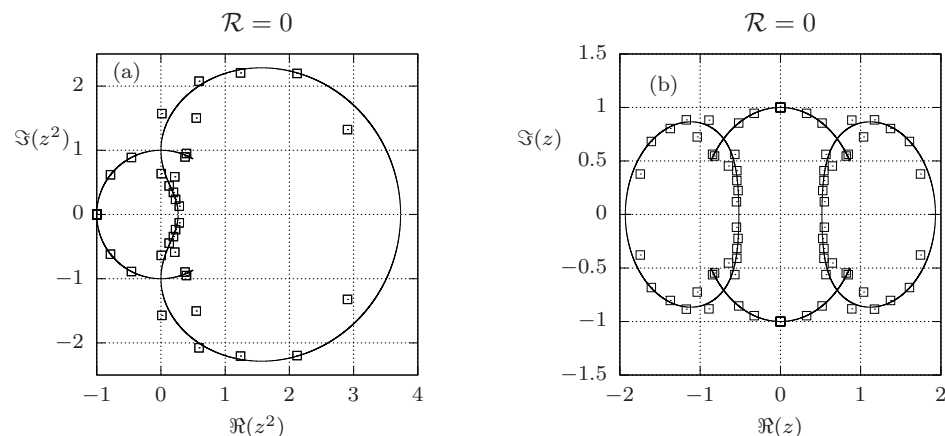 ℛ = 0
(a)
ℑ(z²)
2
1
0
−1
−2
−1 0 1 2 3 4
ℜ(z²)
ℛ = 0
(b)
ℑ(z)
1.5
1
0.5
0
−0.5
−1
−1.5
−2 −1 0 1 2
ℜ(z)